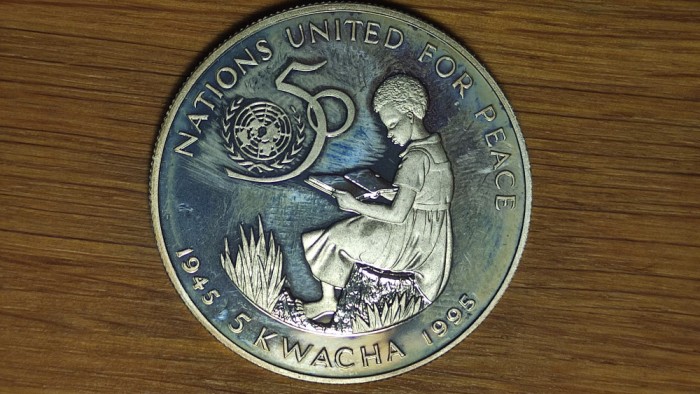 NATIONS UNITED FOR PEACE
50
1945 5 KWACHA 1995